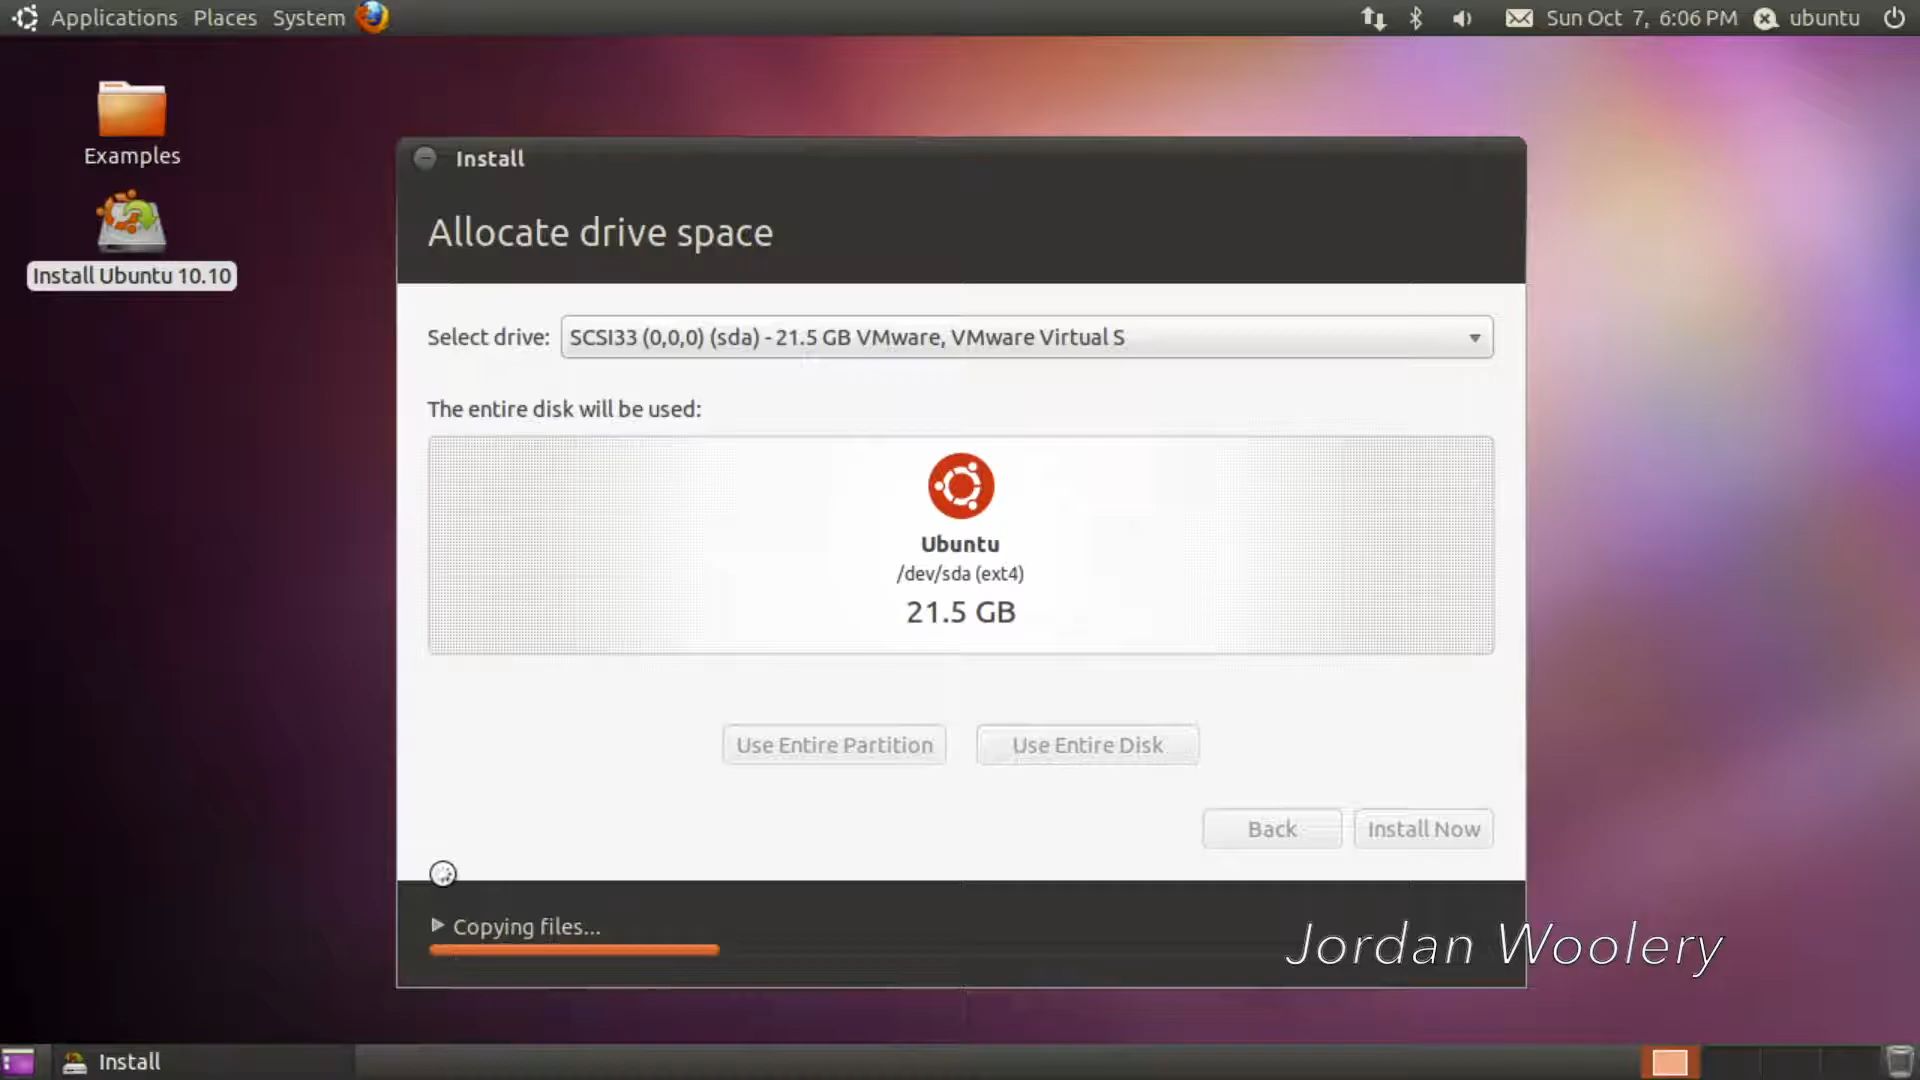 Applications Places System
Sun Oct 7, 6:06 PM ubuntu
Examples
Install Ubuntu 10.10
Install
Allocate drive space
Select drive: SCSI33 (0,0,0) (sda) - 21.5 GB VMware, VMware Virtual S
The entire disk will be used:
Ubuntu
/dev/sda (ext4)
21.5 GB
Use Entire Partition Use Entire Disk
Back Install Now
Copying files...
Jordan Woolery
Install